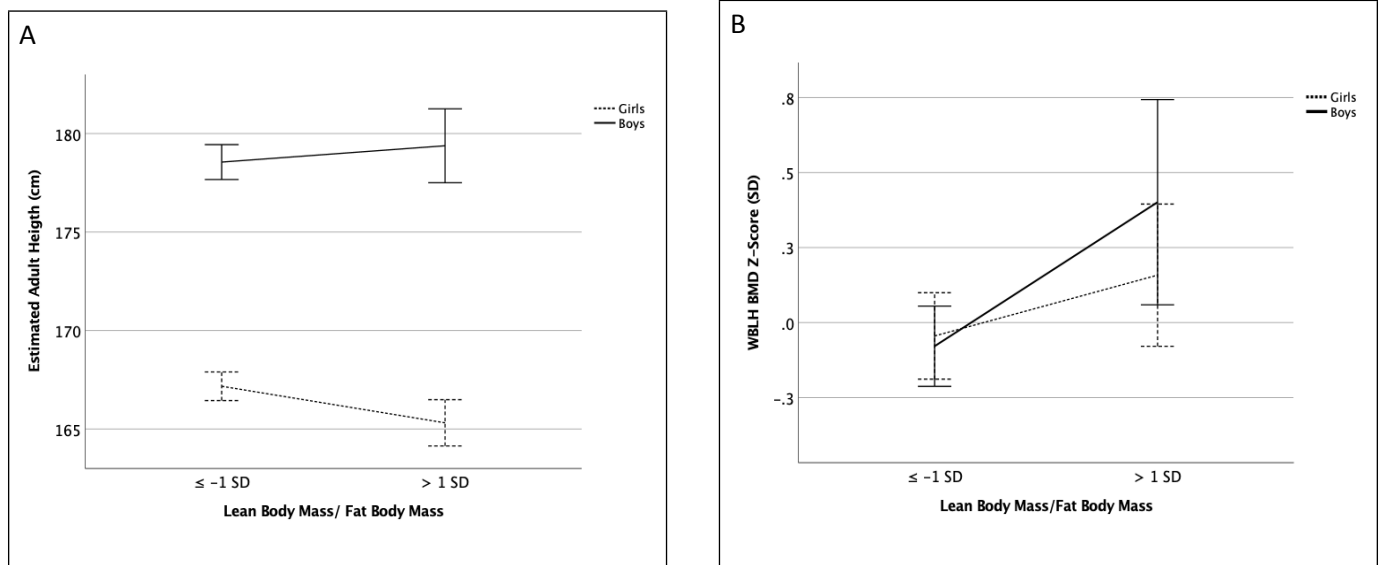 A
Girls
Boys
180
175
170
165
Estimated Adult Heigth (cm)
≤ -1 SD
> 1 SD
Lean Body Mass/ Fat Body Mass
B
Girls
Boys
.8
.5
.3
.0
-.3
WBLH BMD Z-Score (SD)
≤ -1 SD
> 1 SD
Lean Body Mass/Fat Body Mass